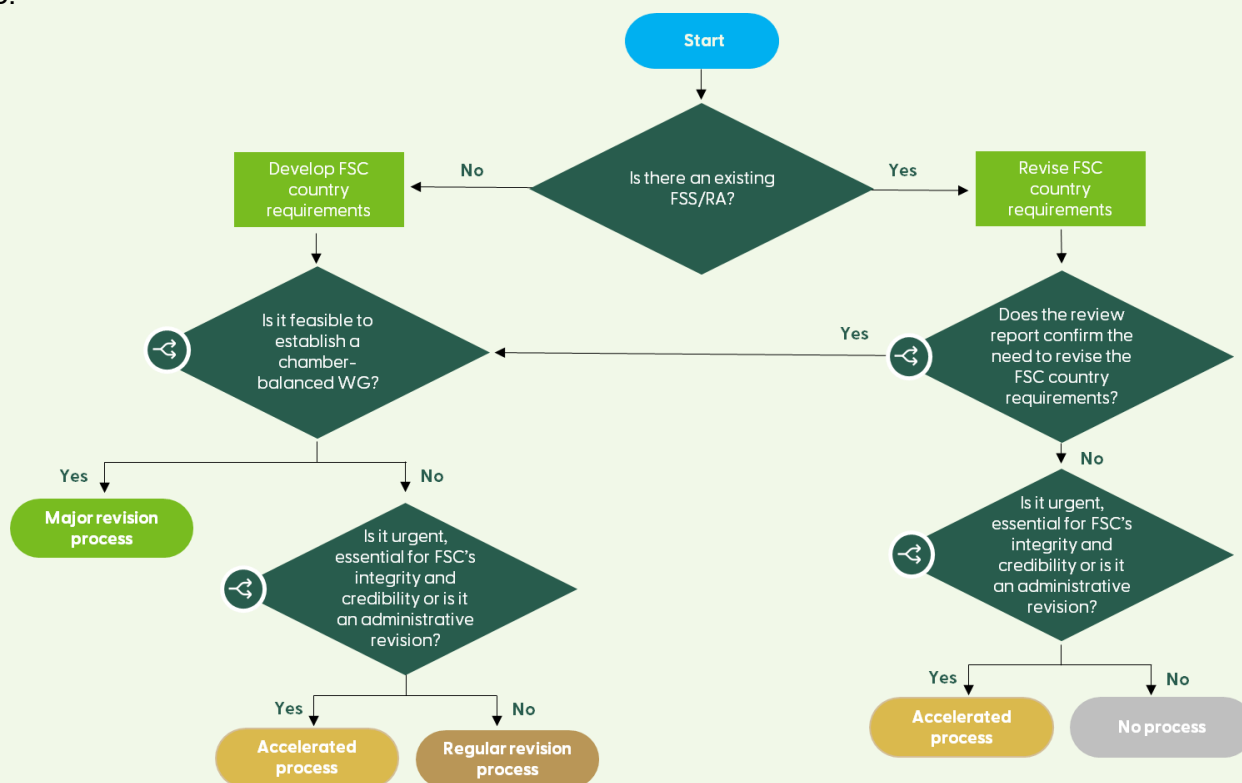 Start
Is there an existing
FSS/RA?
No
Yes
Develop FSC
country
requirements
Revise FSC
country
requirements
Is it feasible to
establish a
chamber-
balanced WG?
Yes
Does the review
report confirm the
need to revise the
FSC country
requirements?
Yes
No
No
Major revision
process
Is it urgent,
essential for FSC's
integrity and
credibility or is it
an administrative
revision?
Is it urgent,
essential for FSC's
integrity and
credibility or is it
an administrative
revision?
Yes
No
Yes
No
Accelerated
process
Regular revision
process
Accelerated
process
No process